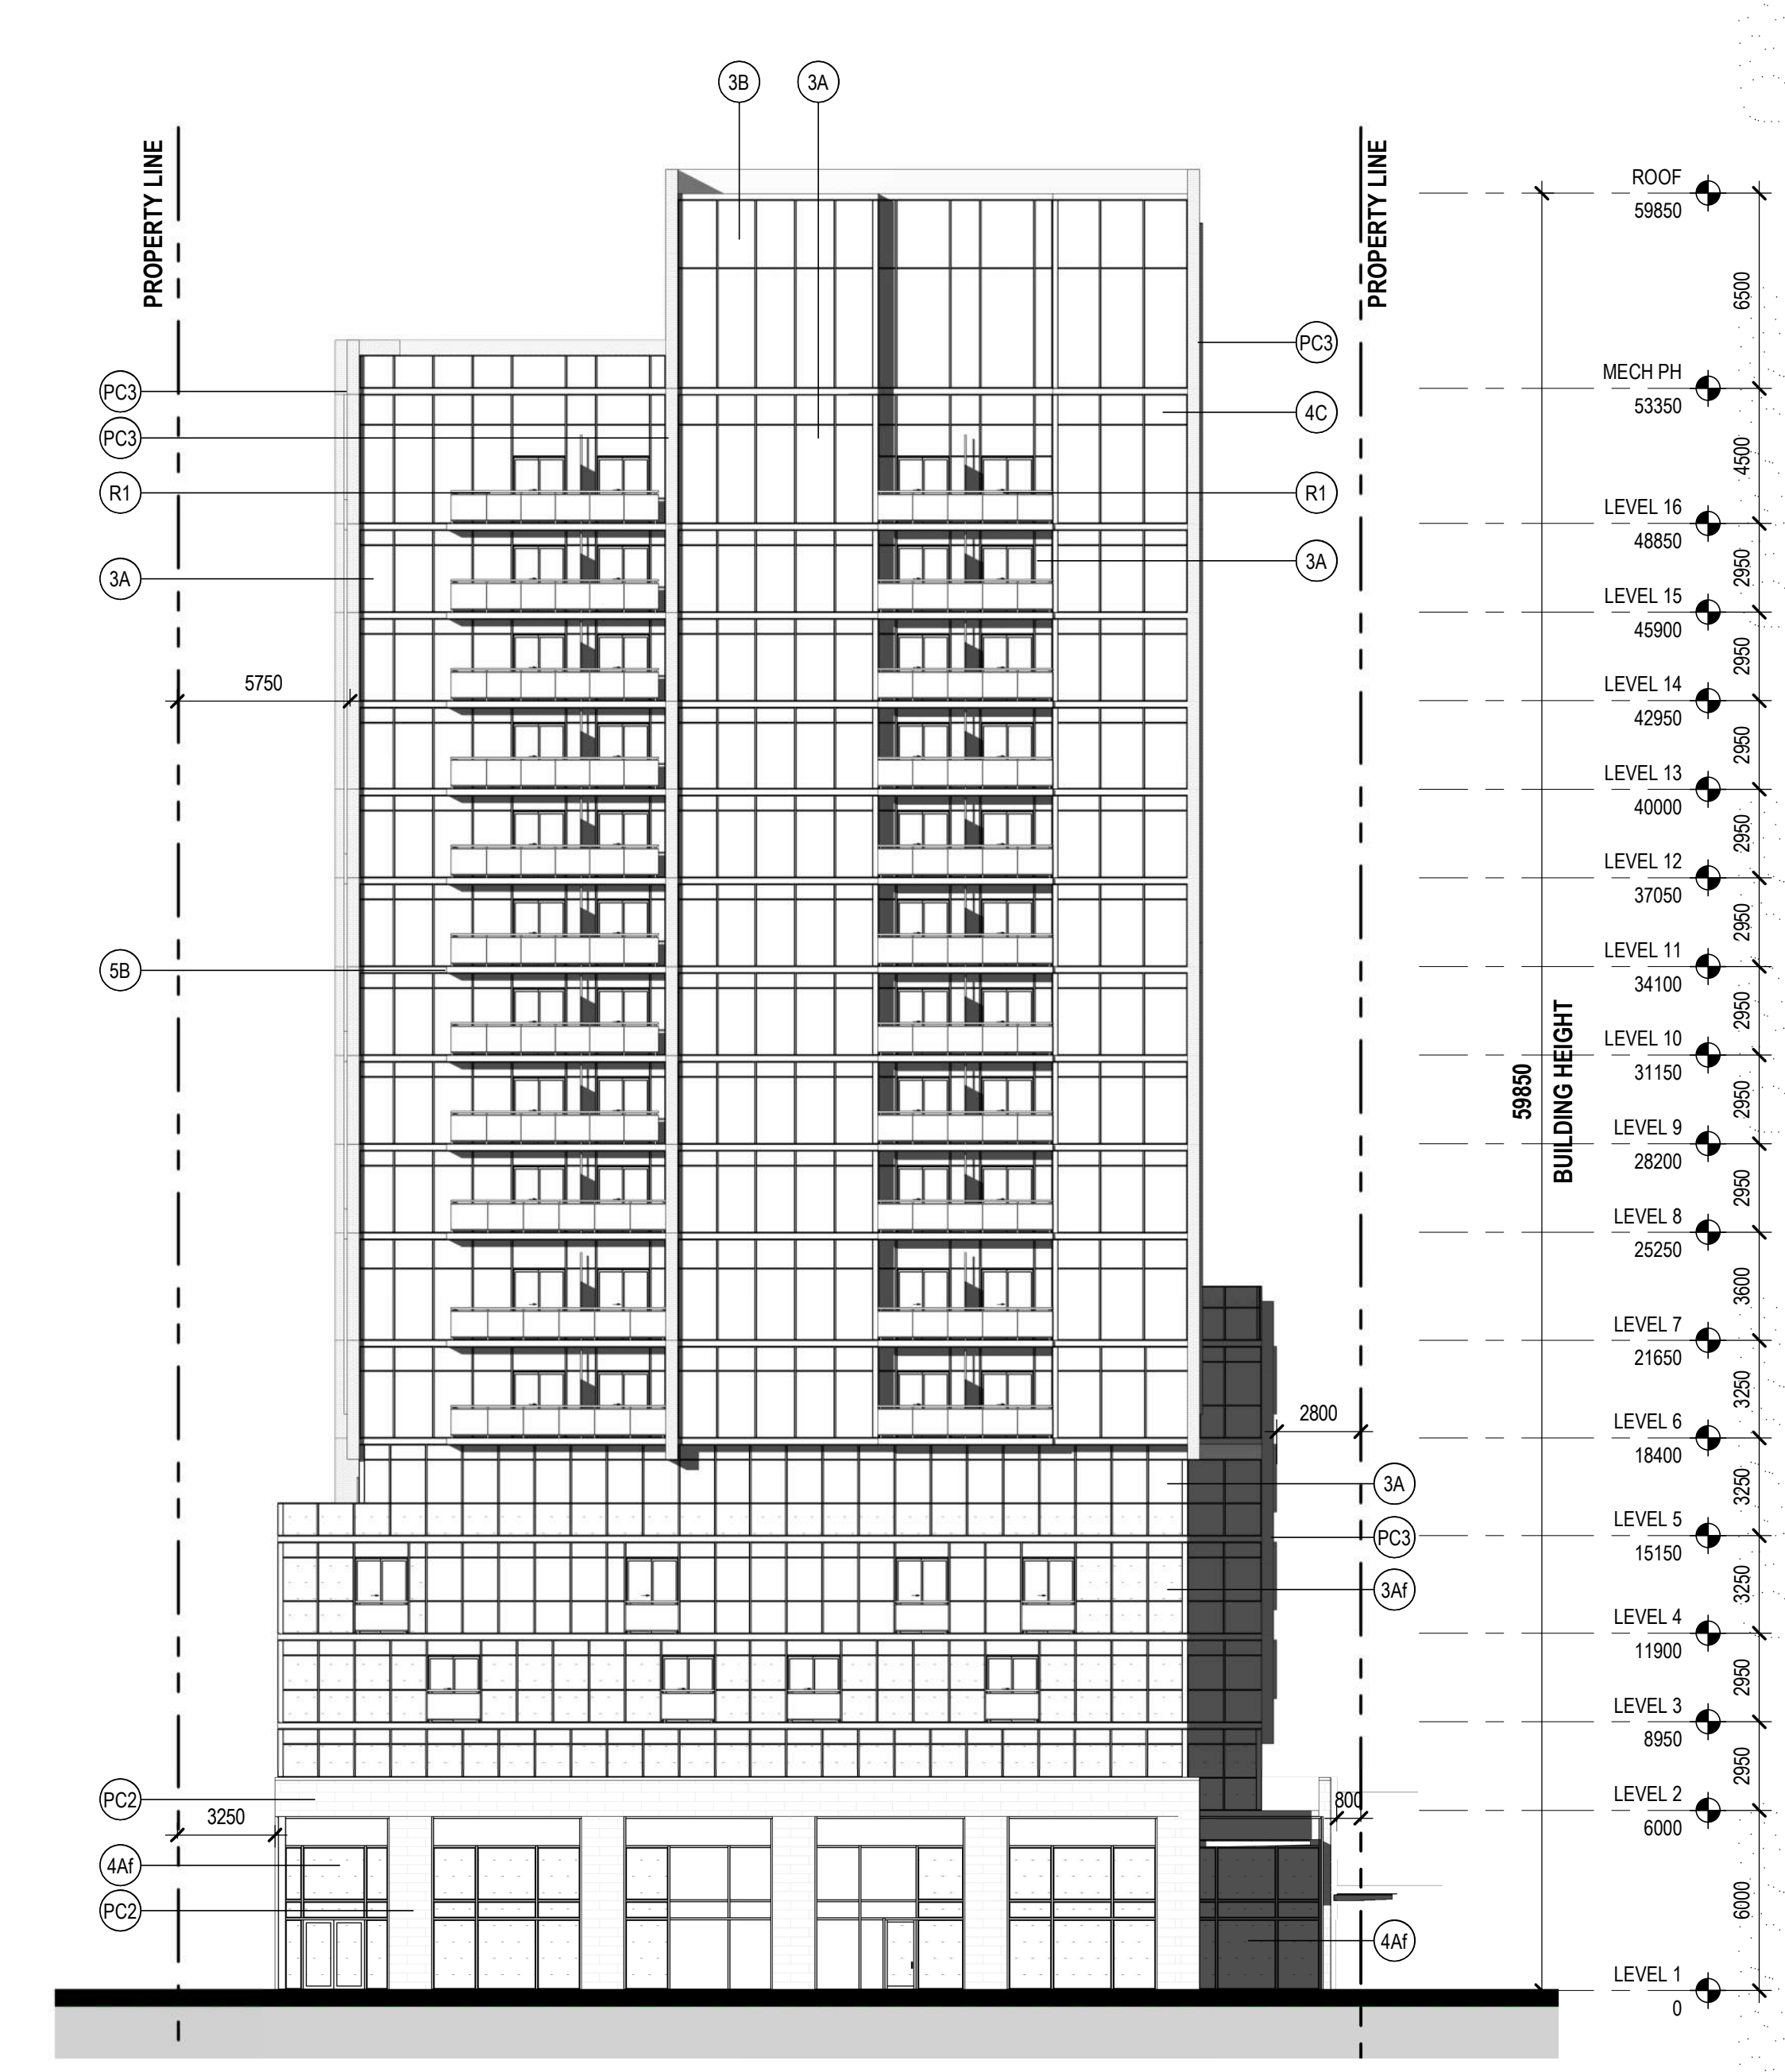 3B
3A
PROPERTY LINE
PROPERTY LINE
ROOF
59850
6500
PC3
MECH PH
53350
PC3
4C
PC3
4500
R1
R1
LEVEL 16
48850
3A
3A
2950
LEVEL 15
45900
2950
5750
LEVEL 14
42950
2950
LEVEL 13
40000
2950
LEVEL 12
37050
2950
5B
LEVEL 11
34100
2950
LEVEL 10
31150
59850
BUILDING HEIGHT
2950
LEVEL 9
28200
2950
LEVEL 8
25250
3600
LEVEL 7
21650
3250
2800
LEVEL 6
18400
3A
3250
LEVEL 5
15150
PC3
3Af
3250
LEVEL 4
11900
2950
LEVEL 3
8950
2950
PC2
800
LEVEL 2
6000
3250
4Af
PC2
6000
4Af
LEVEL 1
0